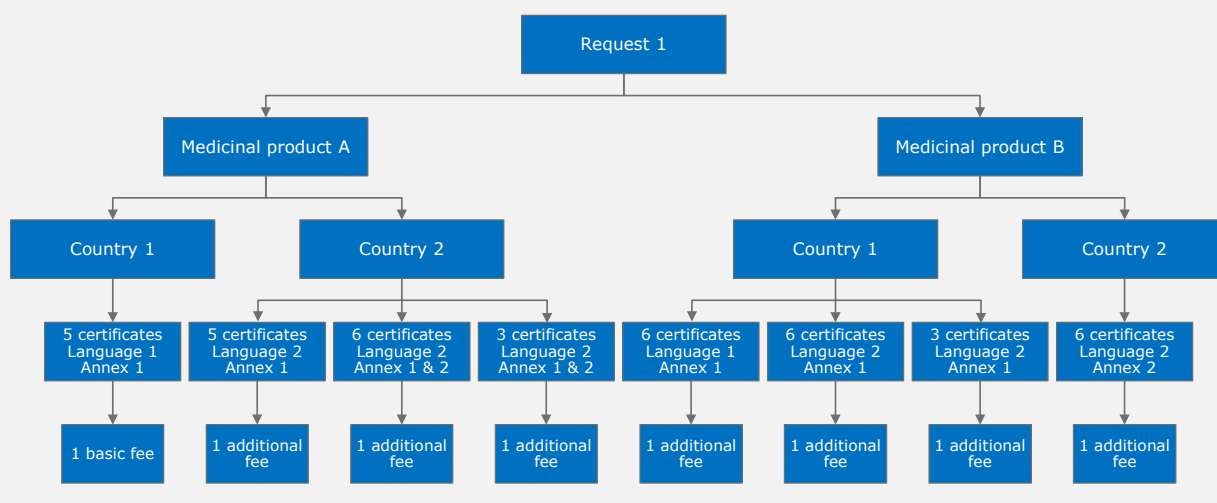 Request 1
Medicinal product A
Medicinal product B
Country 1
Country 2
Country 1
Country 2
5 certificates
Language 1
Annex 1
5 certificates
Language 2
Annex 1
6 certificates
Language 2
Annex 1 & 2
3 certificates
Language 2
Annex 1 & 2
6 certificates
Language 1
Annex 1
6 certificates
Language 2
Annex 1
3 certificates
Language 2
Annex 1
6 certificates
Language 2
Annex 2
1 basic fee
1 additional
fee
1 additional
fee
1 additional
fee
1 additional
fee
1 additional
fee
1 additional
fee
1 additional
fee